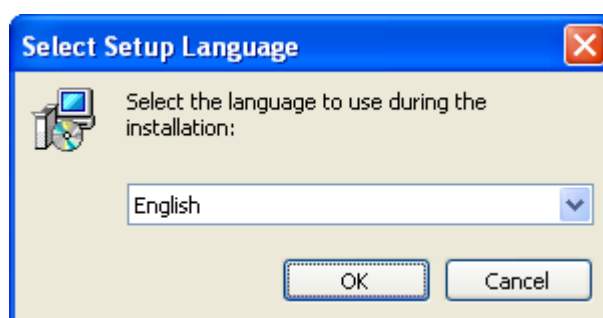 Select Setup Language
Select the language to use during the
installation:
English
OK
Cancel